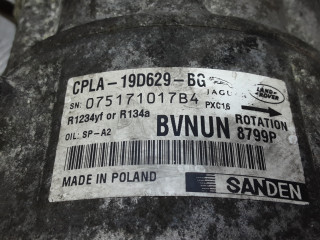 CPLA-19D629-BG
JAGUAR
LAND-ROVER
SN: 075171017B4
PXC16
R1234yf or R134a
OIL: SP-A2
BVNUN
ROTATION
8799P
MADE IN POLAND
SANDEN